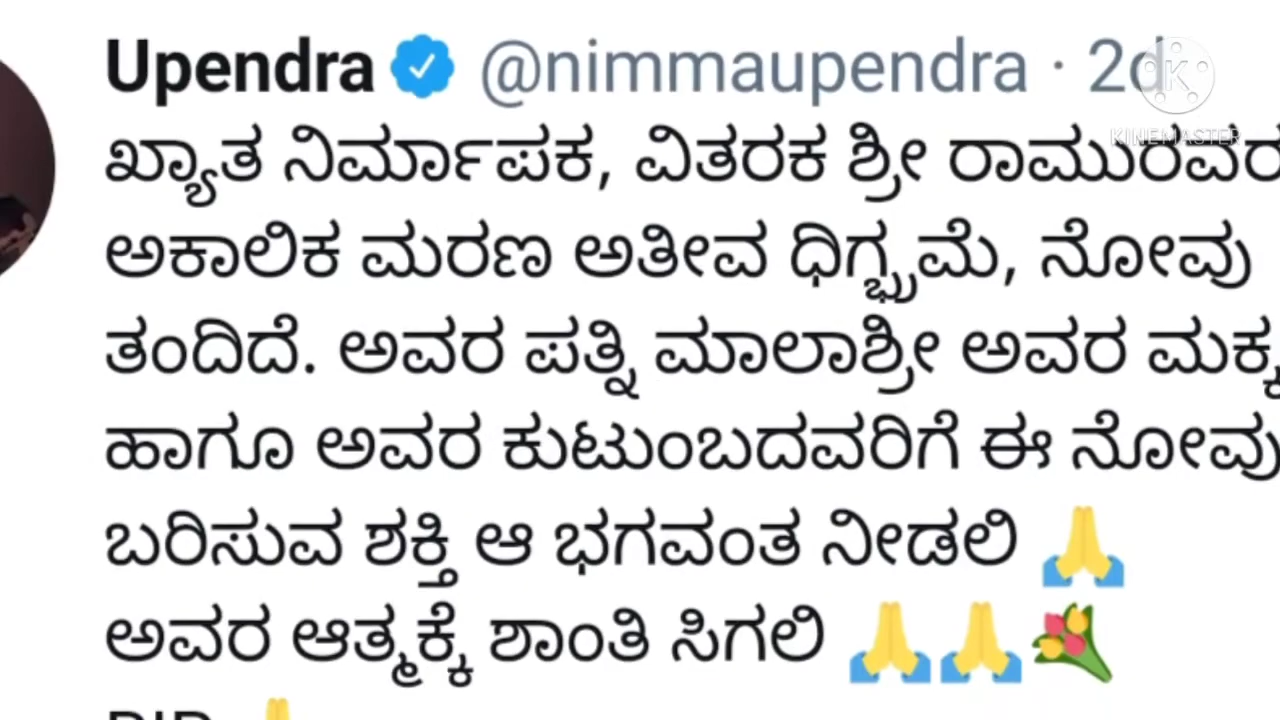 Upendra @nimmaupendra · 2d
KINEMASTER
ಖ್ಯಾತ ನಿರ್ಮಾಪಕ, ವಿತರಕ ಶ್ರೀ ರಾಮುರವರ
ಅಕಾಲಿಕ ಮರಣ ಅತೀವ ಧಿಗ್ಭ್ರಮೆ, ನೋವು
ತಂದಿದೆ. ಅವರ ಪತ್ನಿ ಮಾಲಾಶ್ರೀ ಅವರ ಮಕ್ಕ
ಹಾಗೂ ಅವರ ಕುಟುಂಬದವರಿಗೆ ಈ ನೋವು
ಬರಿಸುವ ಶಕ್ತಿ ಆ ಭಗವಂತ ನೀಡಲಿ 🙏
ಅವರ ಆತ್ಮಕ್ಕೆ ಶಾಂತಿ ಸಿಗಲಿ 🙏🙏💐